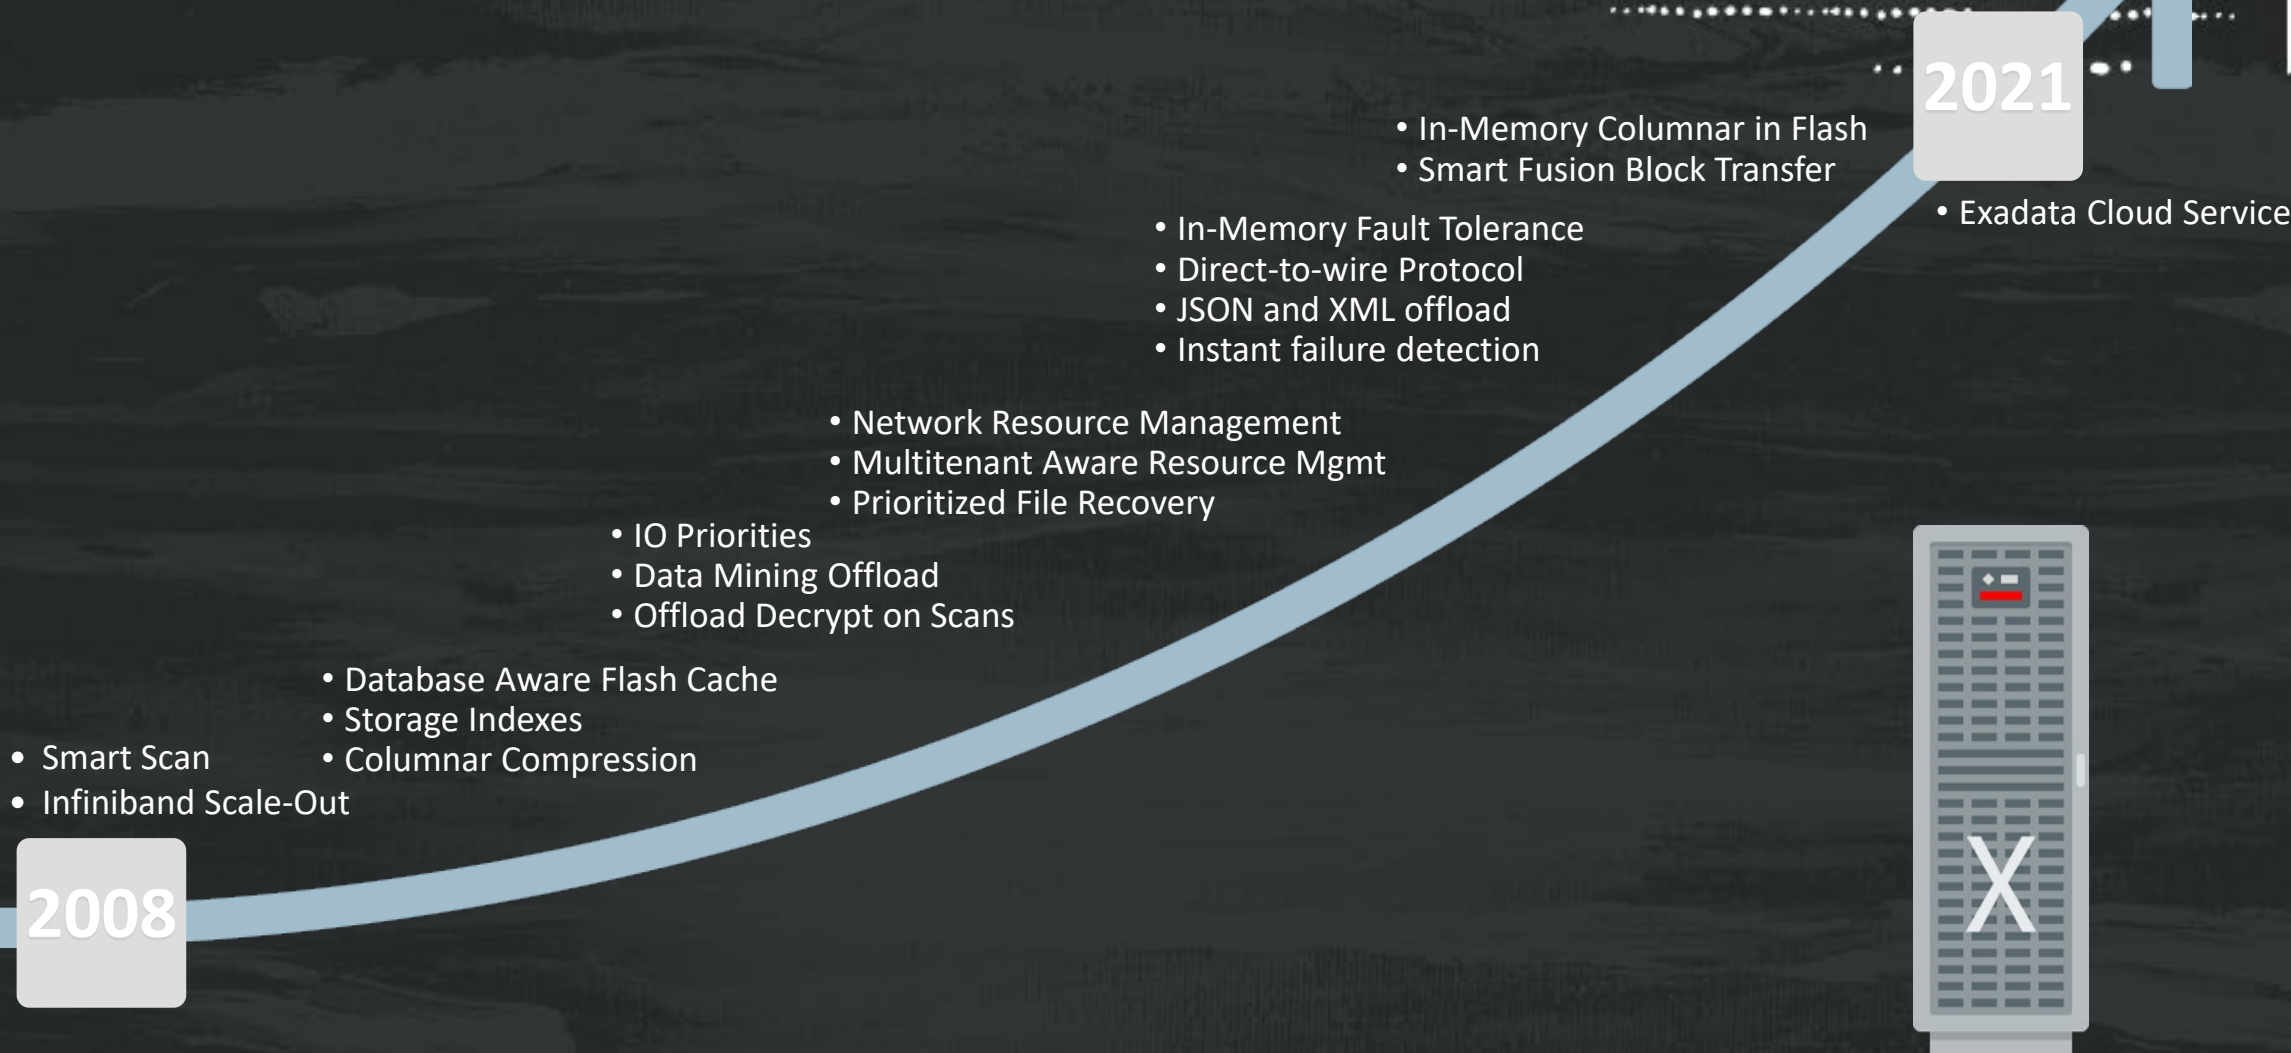 2021
• In-Memory Columnar in Flash
• Smart Fusion Block Transfer
• Exadata Cloud Service
• In-Memory Fault Tolerance
• Direct-to-wire Protocol
• JSON and XML offload
• Instant failure detection
• Network Resource Management
• Multitenant Aware Resource Mgmt
• Prioritized File Recovery
• IO Priorities
• Data Mining Offload
• Offload Decrypt on Scans
• Database Aware Flash Cache
• Storage Indexes
• Columnar Compression
• Smart Scan
• Infiniband Scale-Out
2008
X